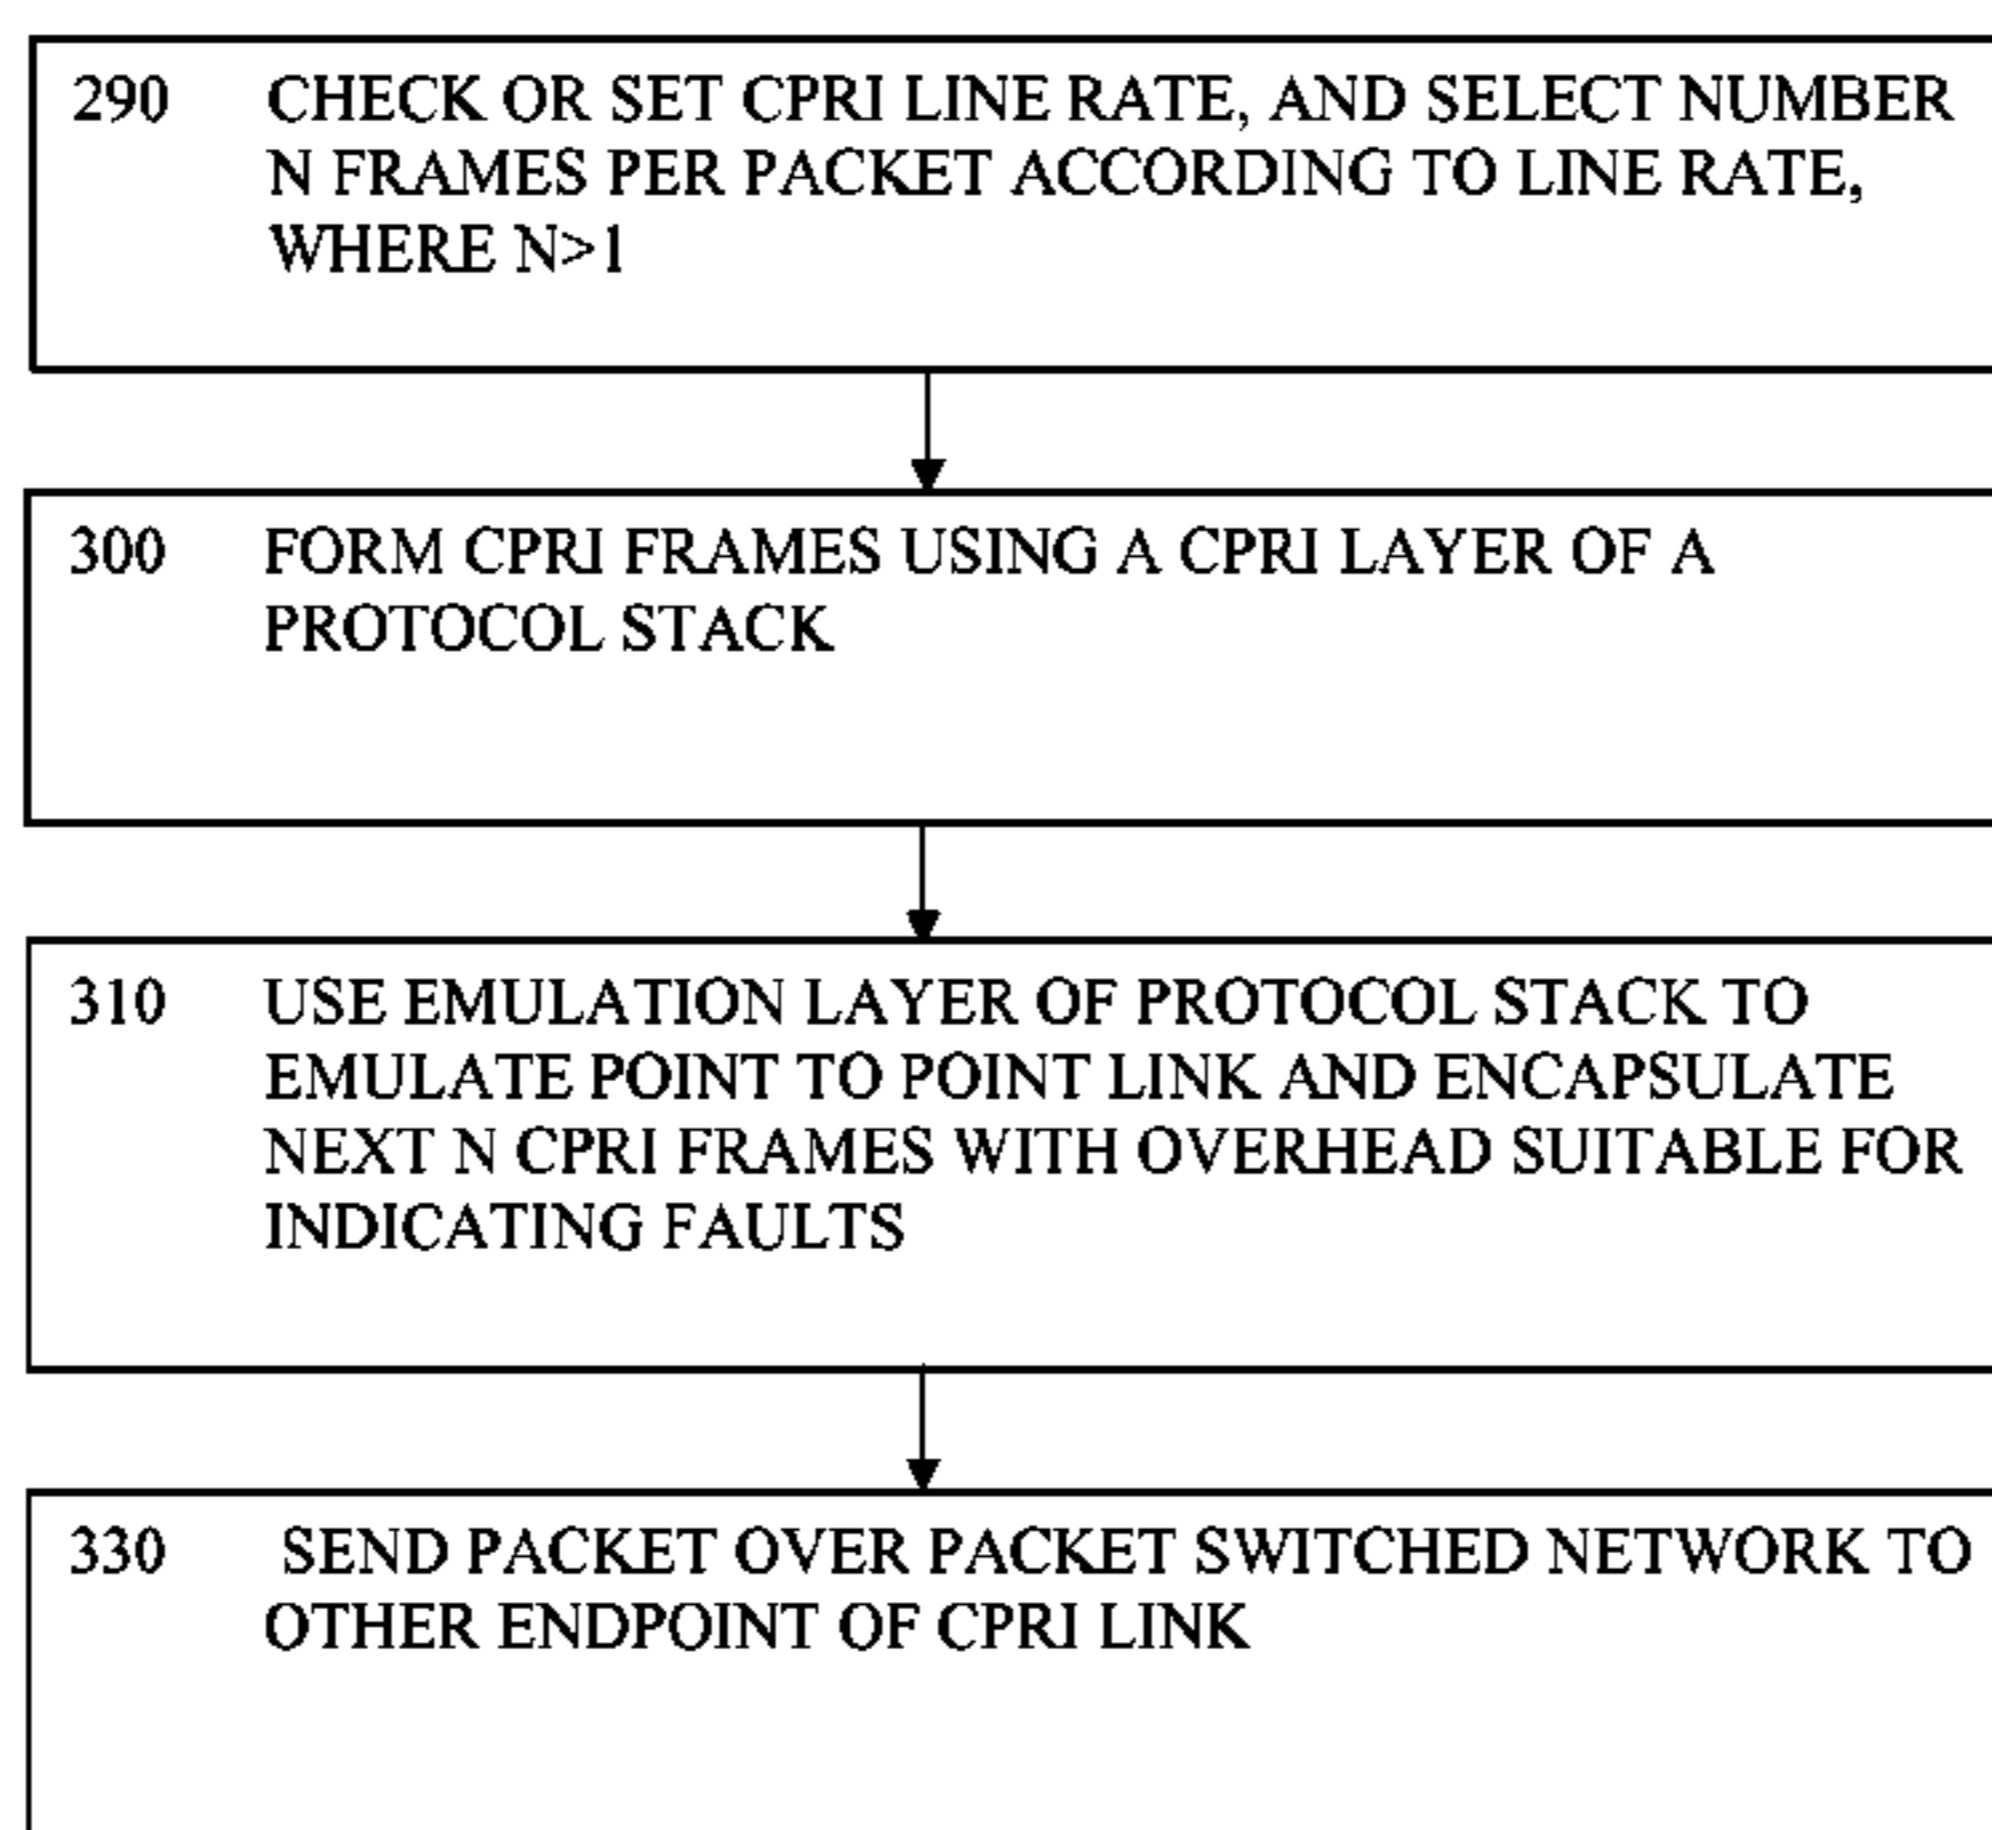 290 CHECK OR SET CPRI LINE RATE, AND SELECT NUMBER
N FRAMES PER PACKET ACCORDING TO LINE RATE,
WHERE N>1
300 FORM CPRI FRAMES USING A CPRI LAYER OF A
PROTOCOL STACK
310 USE EMULATION LAYER OF PROTOCOL STACK TO
EMULATE POINT TO POINT LINK AND ENCAPSULATE
NEXT N CPRI FRAMES WITH OVERHEAD SUITABLE FOR
INDICATING FAULTS
330 SEND PACKET OVER PACKET SWITCHED NETWORK TO
OTHER ENDPOINT OF CPRI LINK